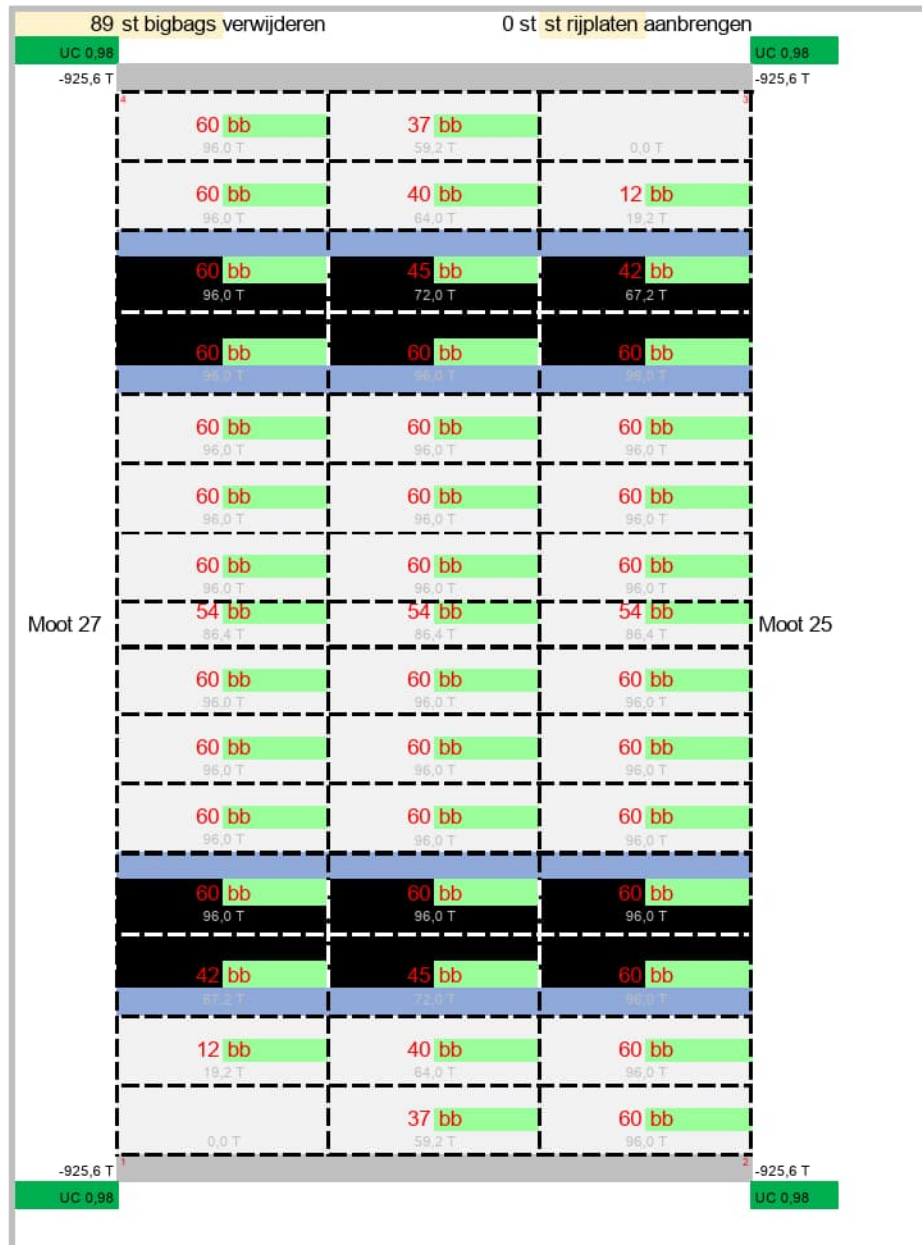 89 st bigbags verwijderen 0 st st rijplaten aanbrengen
UC 0,98 UC 0,98
-925,6 T -925,6 T
4 3
60 bb 37 bb
96,0 T 59,2 T 0,0 T
60 bb 40 bb 12 bb
96,0 T 64,0 T 19,2 T
60 bb 45 bb 42 bb
96,0 T 72,0 T 67,2 T
60 bb 60 bb 60 bb
96,0 T 96,0 T 96,0 T
60 bb 60 bb 60 bb
96,0 T 96,0 T 96,0 T
60 bb 60 bb 60 bb
96,0 T 96,0 T 96,0 T
60 bb 60 bb 60 bb
96,0 T 96,0 T 96,0 T
Moot 27 54 bb 54 bb 54 bb Moot 25
86,4 T 86,4 T 86,4 T
60 bb 60 bb 60 bb
96,0 T 96,0 T 96,0 T
60 bb 60 bb 60 bb
96,0 T 96,0 T 96,0 T
60 bb 60 bb 60 bb
96,0 T 96,0 T 96,0 T
60 bb 60 bb 60 bb
96,0 T 96,0 T 96,0 T
42 bb 45 bb 60 bb
67,2 T 72,0 T 96,0 T
12 bb 40 bb 60 bb
19,2 T 64,0 T 96,0 T
37 bb 60 bb
0,0 T 59,2 T 96,0 T
1 2
-925,6 T -925,6 T
UC 0,98 UC 0,98